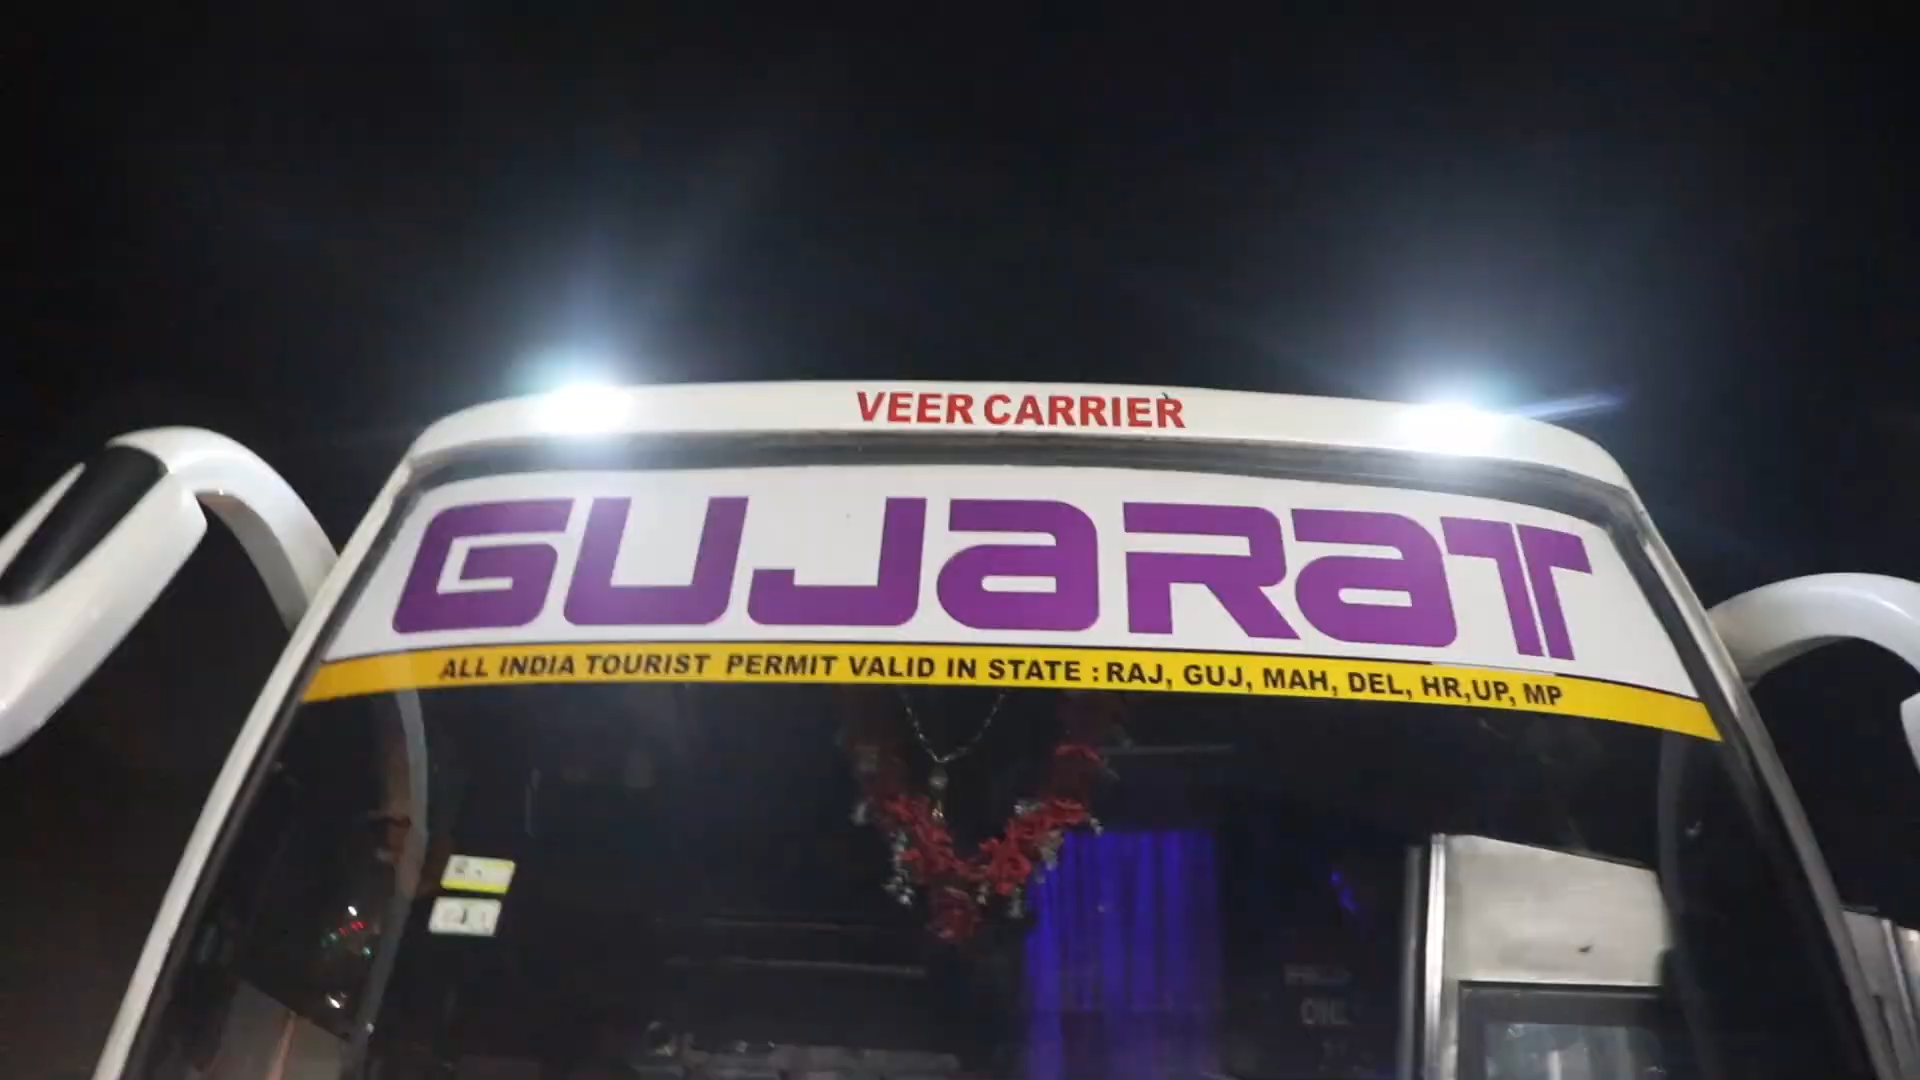 VEER CARRIER
GUJARAT
ALL INDIA TOURIST PERMIT VALID IN STATE : RAJ, GUJ, MAH, DEL, HR,UP, MP